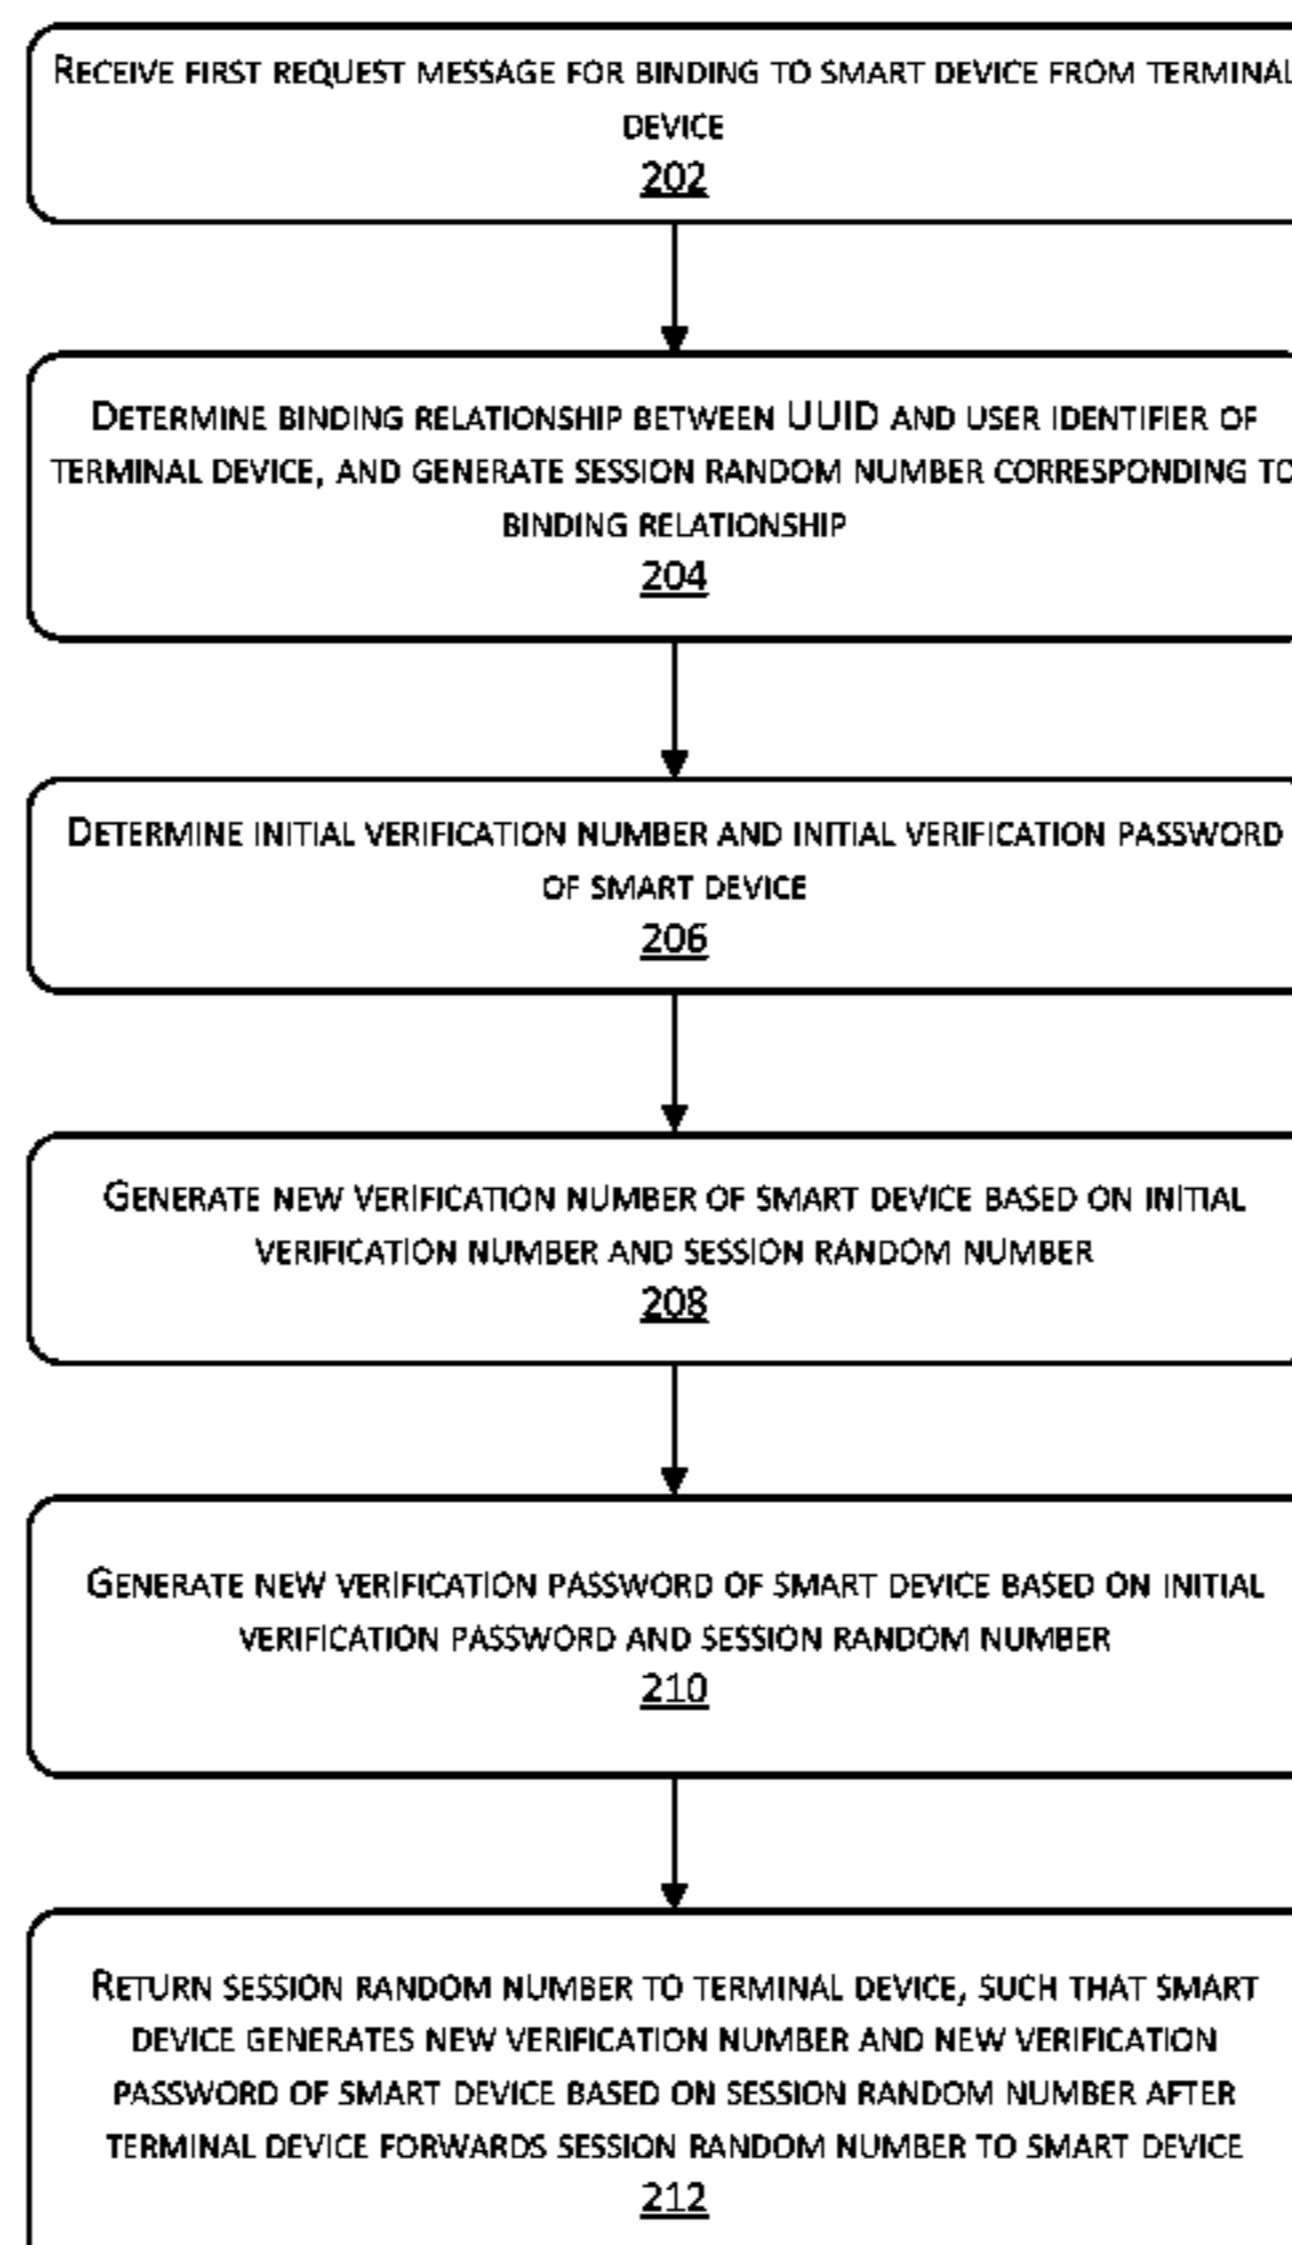 RECEIVE FIRST REQUEST MESSAGE FOR BINDING TO SMART DEVICE FROM TERMINAL
DEVICE
202
DETERMINE BINDING RELATIONSHIP BETWEEN UUID AND USER IDENTIFIER OF
TERMINAL DEVICE, AND GENERATE SESSION RANDOM NUMBER CORRESPONDING TO
BINDING RELATIONSHIP
204
DETERMINE INITIAL VERIFICATION NUMBER AND INITIAL VERIFICATION PASSWORD
OF SMART DEVICE
206
GENERATE NEW VERIFICATION NUMBER OF SMART DEVICE BASED ON INITIAL
VERIFICATION NUMBER AND SESSION RANDOM NUMBER
208
GENERATE NEW VERIFICATION PASSWORD OF SMART DEVICE BASED ON INITIAL
VERIFICATION PASSWORD AND SESSION RANDOM NUMBER
210
RETURN SESSION RANDOM NUMBER TO TERMINAL DEVICE, SUCH THAT SMART
DEVICE GENERATES NEW VERIFICATION NUMBER AND NEW VERIFICATION
PASSWORD OF SMART DEVICE BASED ON SESSION RANDOM NUMBER AFTER
TERMINAL DEVICE FORWARDS SESSION RANDOM NUMBER TO SMART DEVICE
212